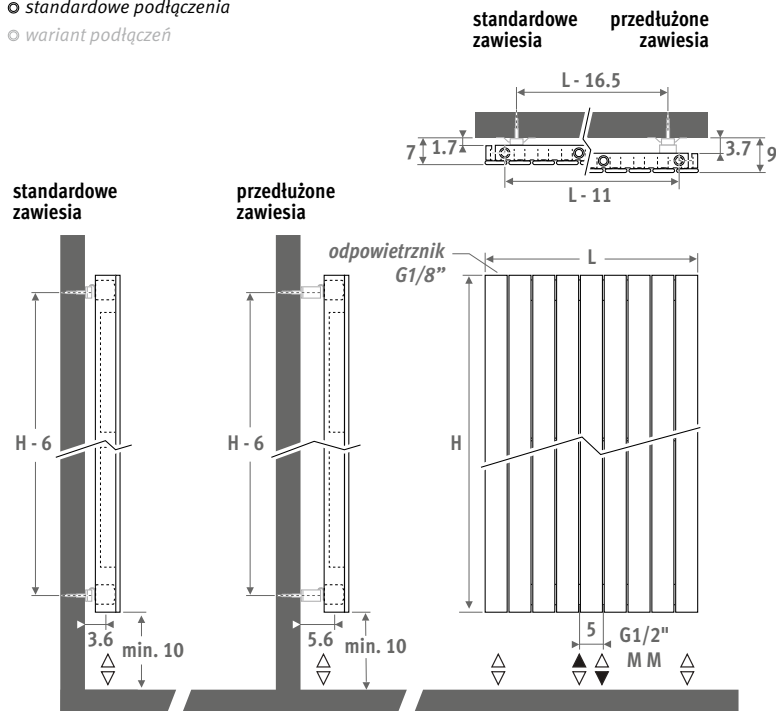 standardowe podłączenia
wariant podłączeń
standardowe zawiesia
przedłużone zawiesia
L - 16.5
7
1.7
3.7
9
L - 11
standardowe
zawiesia
przedłużone
zawiesia
odpowietrznik
G1/8”
L
H - 6
H - 6
H
3.6
min. 10
5.6
min. 10
5
G1/2"
M M